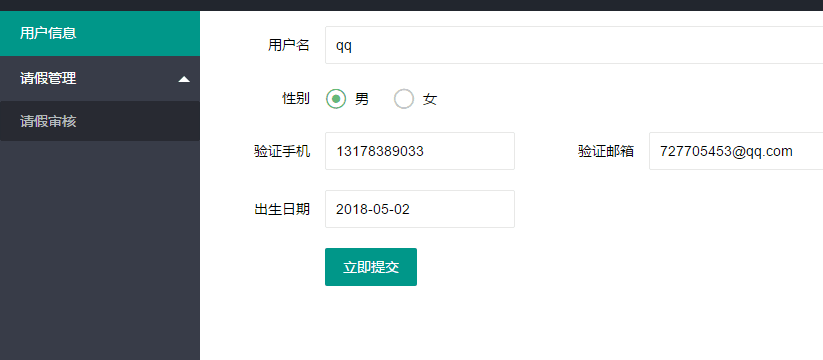 用户信息
请假管理
请假审核
用户名 qq
性别 男 女
验证手机 13178389033 验证邮箱 727705453@qq.com
出生日期 2018-05-02
立即提交